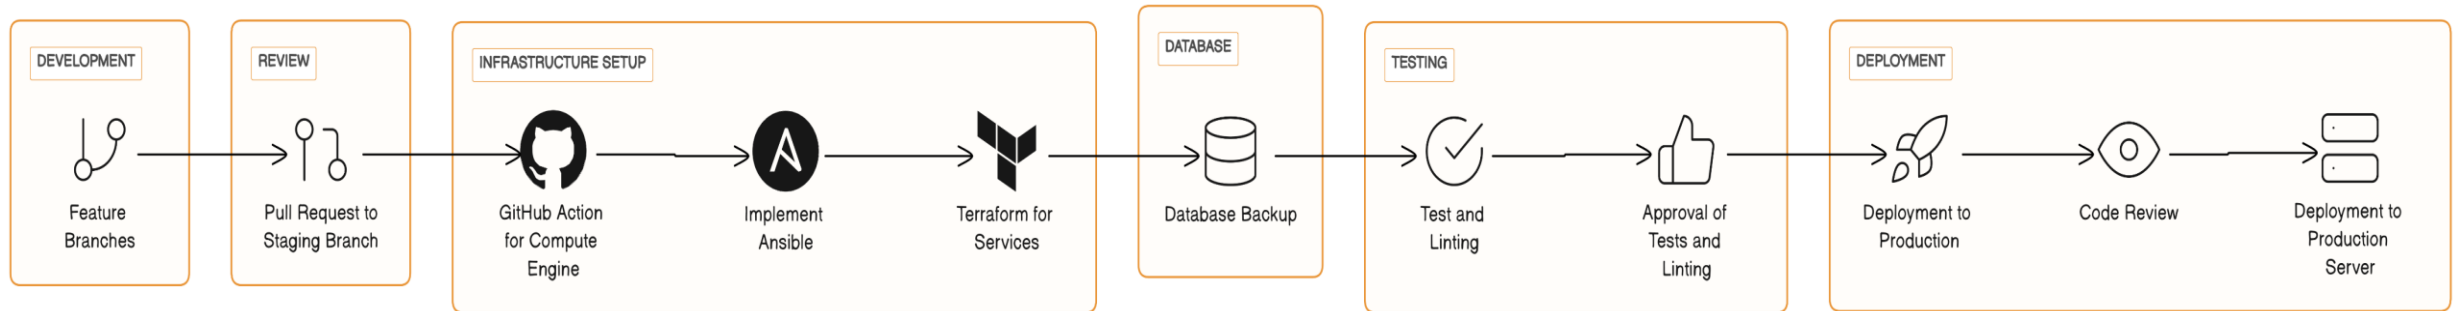 DEVELOPMENT
Feature
Branches
REVIEW
Pull Request to
Staging Branch
INFRASTRUCTURE SETUP
GitHub Action
for Compute
Engine
Implement
Ansible
Terraform for
Services
DATABASE
Database Backup
TESTING
Test and
Linting
Approval of
Tests and
Linting
DEPLOYMENT
Deployment to
Production
Code Review
Deployment to
Production
Server